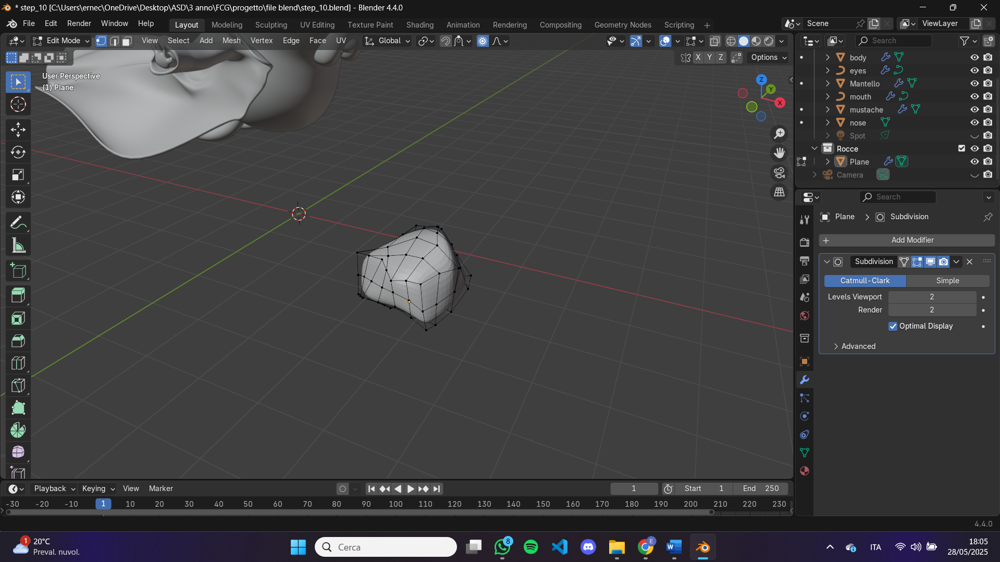 * step_10 [C:\Users\ernec\OneDrive\Desktop\ASD\3 anno\FCG\progetto\file blend\step_10.blend] - Blender 4.4.0
File Edit Render Window Help Layout Modeling Sculpting UV Editing Texture Paint Shading Animation Rendering Compositing Geometry Nodes Scripting + Scene ViewLayer
Edit Mode View Select Add Mesh Vertex Edge Face UV Global Search
X Y Z Options
User Perspective
(1) Plane
Z
Y
X
body
eyes
Mantello
mouth
mustache
nose
Spot
Rocce
Plane
Camera
Search
Plane > Subdivision
+ Add Modifier
Subdivision
Catmull-Clark Simple
Levels Viewport 2
Render 2
Optimal Display
Advanced
Playback Keying View Marker 1 Start 1 End 250
-30 -20 -10 1 10 20 30 40 50 60 70 80 90 100 110 120 130 140 150 160 170 180 190 200 210 220 230
4.4.0
1 20°C
Preval. nuvol.
Cerca
8
E
W
ITA
18:05
28/05/2025